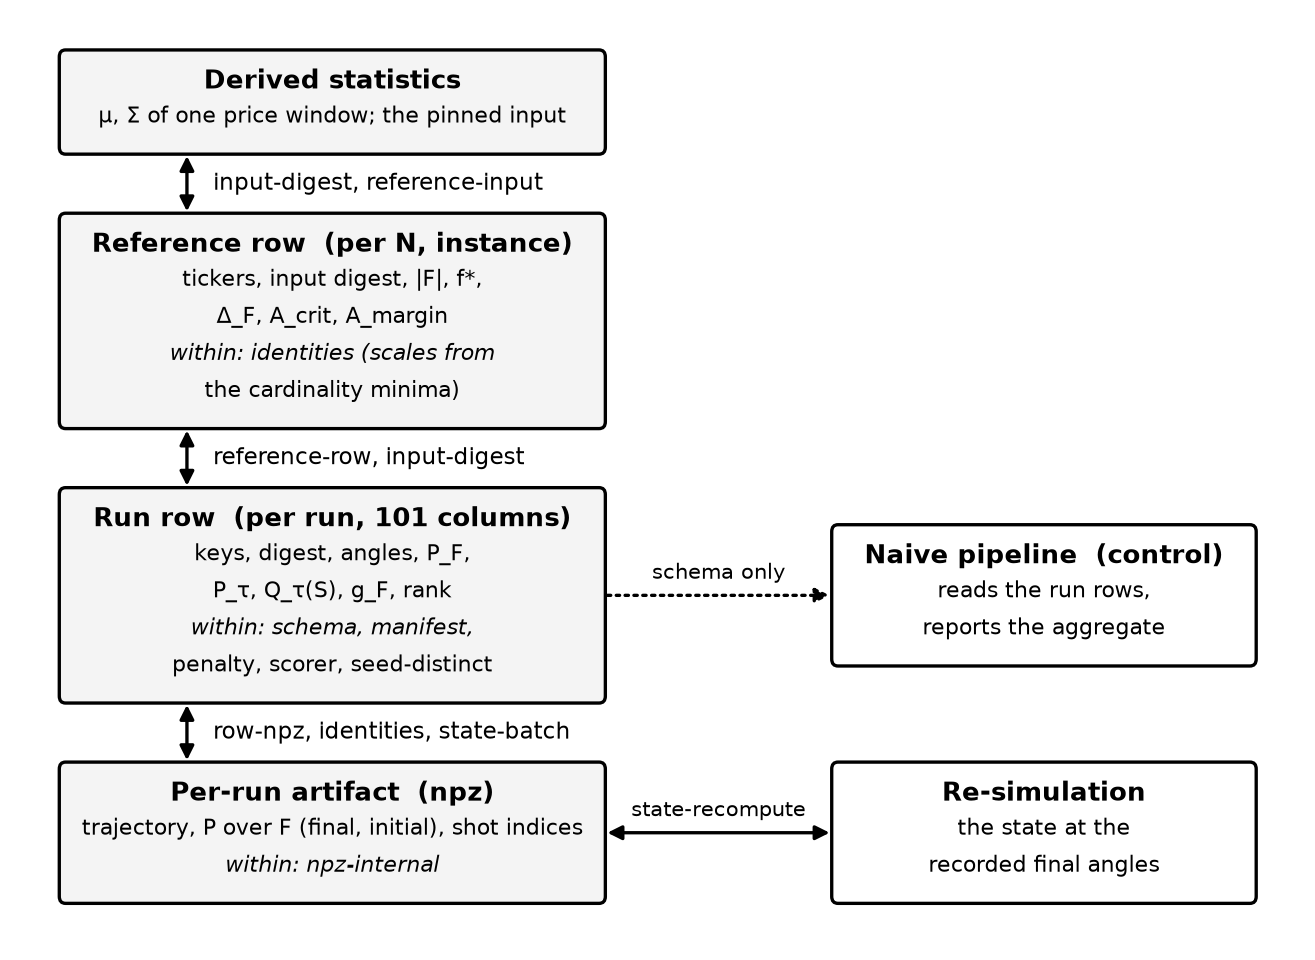 Derived statistics
μ, Σ of one price window; the pinned input
input-digest, reference-input
Reference row (per N, instance)
tickers, input digest, |F|, f*,
Δ_F, A_crit, A_margin
within: identities (scales from
the cardinality minima)
reference-row, input-digest
Run row (per run, 101 columns)
keys, digest, angles, P_F,
P_τ, Q_τ(S), g_F, rank
within: schema, manifest,
penalty, scorer, seed-distinct
schema only
Naive pipeline (control)
reads the run rows,
reports the aggregate
row-npz, identities, state-batch
Per-run artifact (npz)
trajectory, P over F (final, initial), shot indices
within: npz-internal
state-recompute
Re-simulation
the state at the
recorded final angles